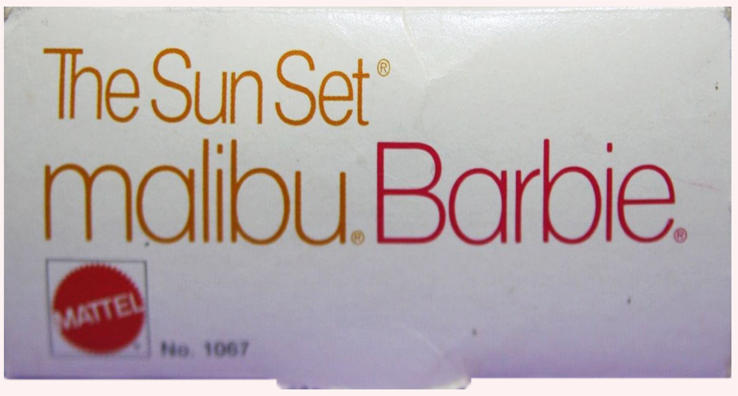 The Sun Set®
malibu® Barbie®
MATTEL
No. 1067